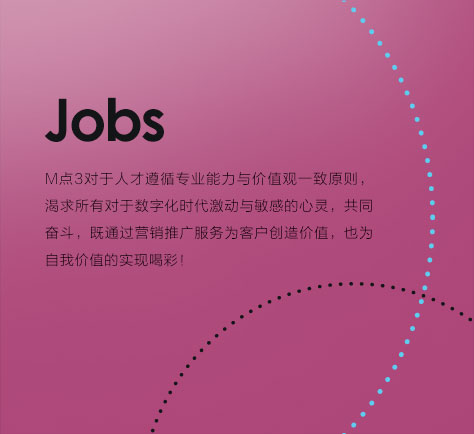 Jobs
M点3对于人才遵循专业能力与价值观一致原则，
渴求所有对于数字化时代激动与敏感的心灵，共同
奋斗，既通过营销推广服务为客户创造价值，也为
自我价值的实现喝彩！